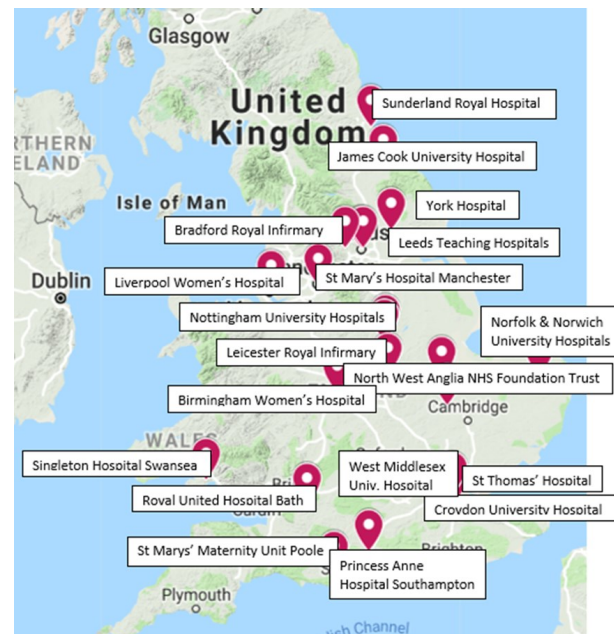 Glasgow
United
Kingdom
Sunderland Royal Hospital
James Cook University Hospital
Isle of Man
York Hospital
Bradford Royal Infirmary
Leeds Teaching Hospitals
Dublin
Liverpool Women's Hospital
St Mary's Hospital Manchester
Nottingham University Hospitals
Norfolk & Norwich
University Hospitals
Leicester Royal Infirmary
North West Anglia NHS Foundation Trust
Birmingham Women's Hospital
Cambridge
WALES
Singleton Hospital Swansea
West Middlesex
Univ. Hospital
St Thomas' Hospital
Royal United Hospital Bath
Croydon University Hospital
St Marys' Maternity Unit Poole
Princess Anne
Hospital Southampton
Plymouth